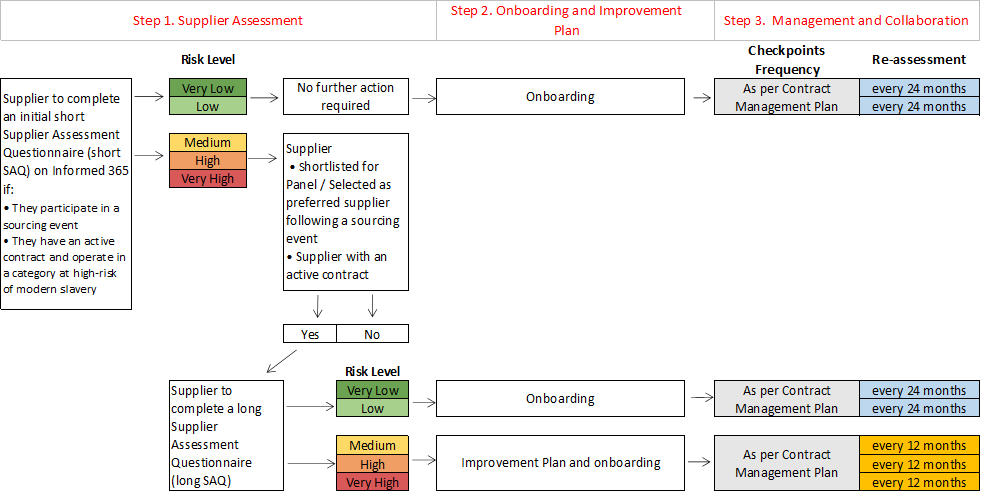 Step 1. Supplier Assessment
Step 2. Onboarding and Improvement
Plan
Step 3.  Management and Collaboration
Risk Level
Checkpoints
Frequency
Re-assessment
Supplier to complete
an initial short
Supplier Assessment
Questionnaire (short
SAQ) on Informed 365
if:
• They participate in a
sourcing event
• They have an active
contract and operate in
a category at high-risk
of modern slavery
Very Low
Low
No further action
required
Onboarding
As per Contract
Management Plan
every 24 months
every 24 months
Medium
High
Very High
Supplier
• Shortlisted for
Panel / Selected as
preferred supplier
following a sourcing
event
• Supplier with an
active contract
Yes
No
Supplier to
complete a long
Supplier
Assessment
Questionnaire
(long SAQ)
Risk Level
Very Low
Low
Onboarding
As per Contract
Management Plan
every 24 months
every 24 months
Medium
High
Very High
Improvement Plan and onboarding
As per Contract
Management Plan
every 12 months
every 12 months
every 12 months